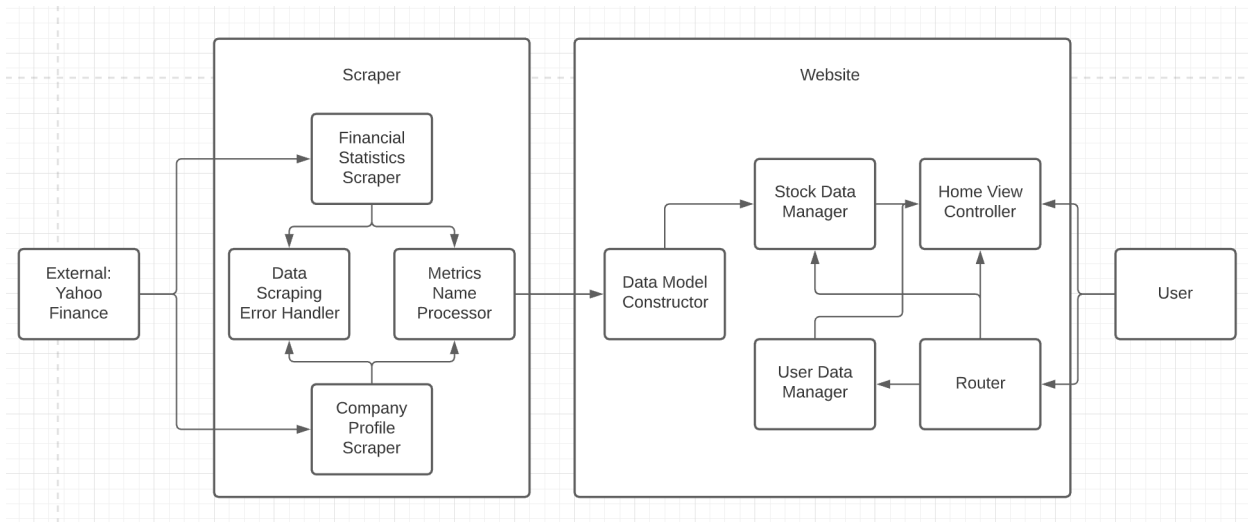 Scraper
Website
Financial
Statistics
Scraper
Stock Data
Manager
Home View
Controller
External:
Yahoo
Finance
Data
Scraping
Error Handler
Metrics
Name
Processor
Data Model
Constructor
User
User Data
Manager
Router
Company
Profile
Scraper